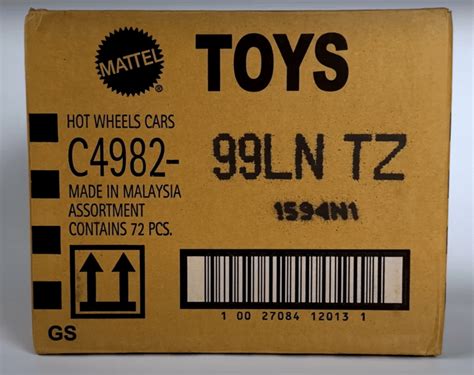 MATTEL ® TOYS
HOT WHEELS CARS
C4982- 99LN TZ
MADE IN MALAYSIA 1594N1
ASSORTMENT
CONTAINS 72 PCS.
1 00 27084 12013 1
GS